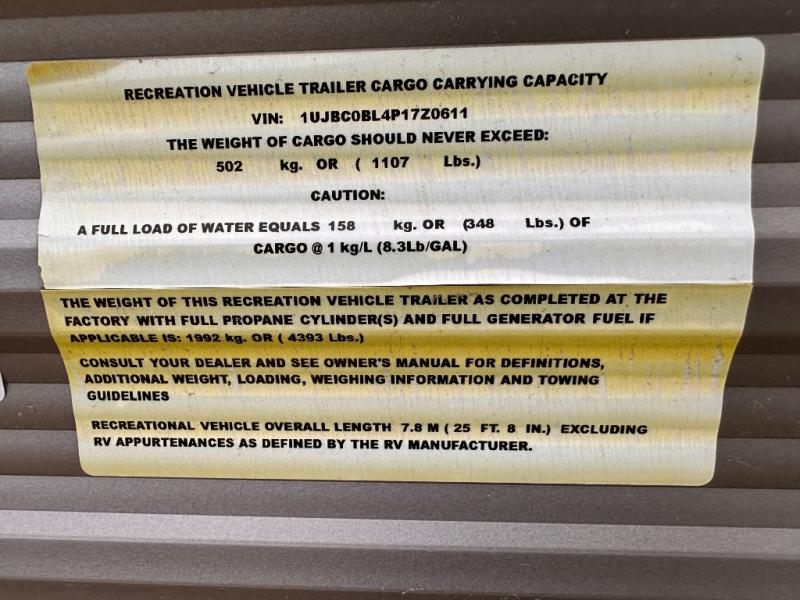 RECREATION VEHICLE TRAILER CARGO CARRYING CAPACITY
VIN: 1UJBC0BL4P17Z0611
THE WEIGHT OF CARGO SHOULD NEVER EXCEED:
502 kg. OR ( 1107 Lbs.)
CAUTION:
A FULL LOAD OF WATER EQUALS 158 kg. OR (348 Lbs.) OF
CARGO @ 1 kg/L (8.3Lb/GAL)
THE WEIGHT OF THIS RECREATION VEHICLE TRAILER AS COMPLETED AT THE
FACTORY WITH FULL PROPANE CYLINDER(S) AND FULL GENERATOR FUEL IF
APPLICABLE IS: 1992 kg. OR ( 4393 Lbs.)
CONSULT YOUR DEALER AND SEE OWNER'S MANUAL FOR DEFINITIONS,
ADDITIONAL WEIGHT, LOADING, WEIGHING INFORMATION AND TOWING
GUIDELINES
RECREATIONAL VEHICLE OVERALL LENGTH 7.8 M ( 25 FT. 8 IN.) EXCLUDING
RV APPURTENANCES AS DEFINED BY THE RV MANUFACTURER.